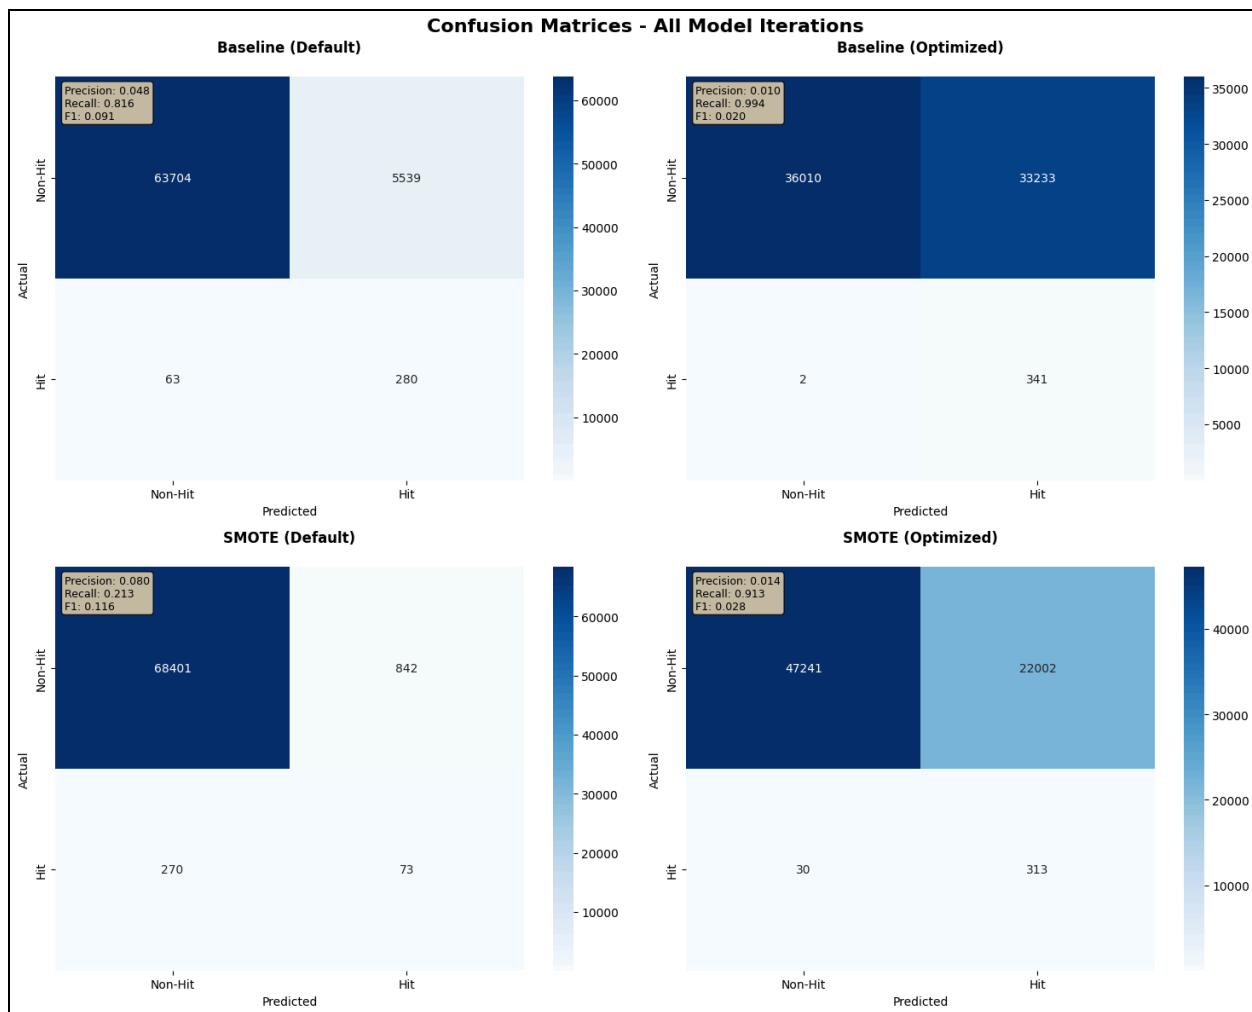 Confusion Matrices - All Model Iterations
Baseline (Default)
Precision: 0.048
Recall: 0.816
F1: 0.091
63704
5539
63
280
Non-Hit
Hit
Actual
Non-Hit
Hit
Predicted
60000
50000
40000
30000
20000
10000
Baseline (Optimized)
Precision: 0.010
Recall: 0.994
F1: 0.020
36010
33233
2
341
Non-Hit
Hit
Actual
Non-Hit
Hit
Predicted
35000
30000
25000
20000
15000
10000
5000
SMOTE (Default)
Precision: 0.080
Recall: 0.213
F1: 0.116
68401
842
270
73
Non-Hit
Hit
Actual
Non-Hit
Hit
Predicted
60000
50000
40000
30000
20000
10000
SMOTE (Optimized)
Precision: 0.014
Recall: 0.913
F1: 0.028
47241
22002
30
313
Non-Hit
Hit
Actual
Non-Hit
Hit
Predicted
40000
30000
20000
10000